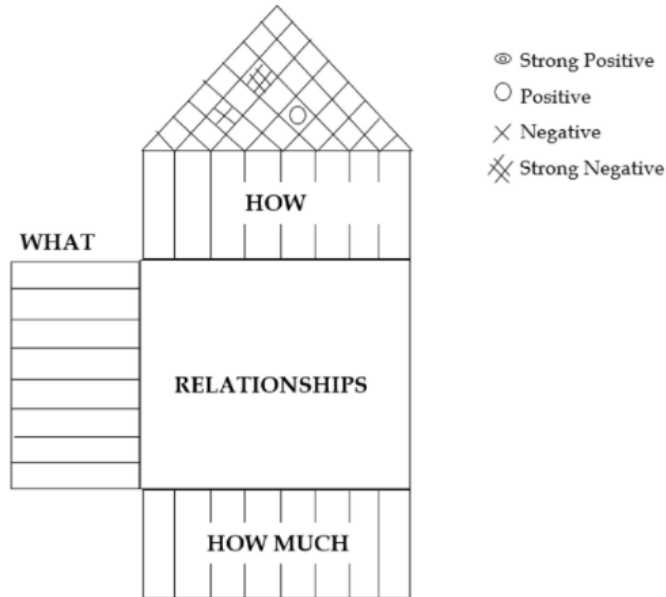 Strong Positive
Positive
Negative
Strong Negative
HOW
WHAT
RELATIONSHIPS
HOW MUCH